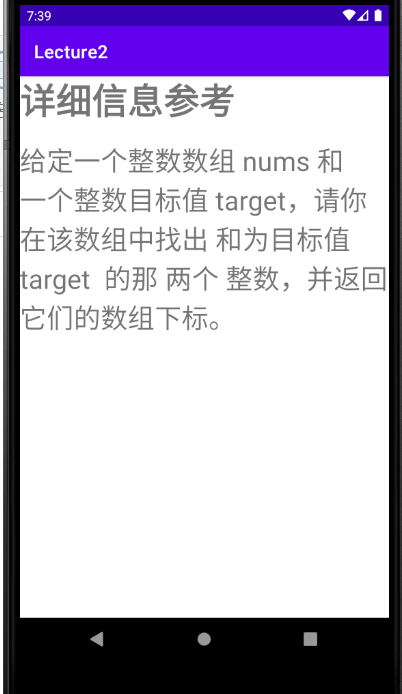 7:39
Lecture2
详细信息参考
给定一个整数数组 nums 和
一个整数目标值 target，请你
在该数组中找出 和为目标值
target  的那 两个 整数，并返回
它们的数组下标。